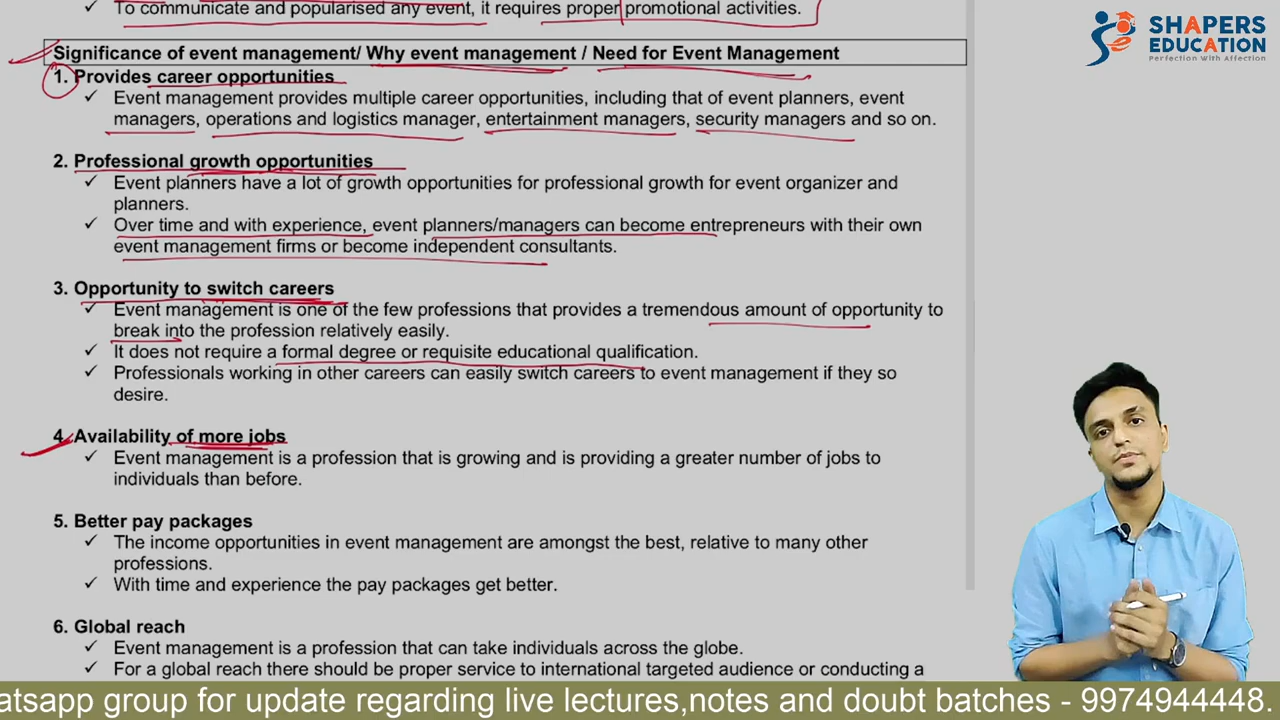 To communicate and popularised any event, it requires proper promotional activities.
SHAPERS
EDUCATION
Perfection With Affection
Significance of event management/ Why event management / Need for Event Management
1. Provides career opportunities
✓ Event management provides multiple career opportunities, including that of event planners, event
managers, operations and logistics manager, entertainment managers, security managers and so on.
2. Professional growth opportunities
✓ Event planners have a lot of growth opportunities for professional growth for event organizer and
planners.
✓ Over time and with experience, event planners/managers can become entrepreneurs with their own
event management firms or become independent consultants.
3. Opportunity to switch careers
✓ Event management is one of the few professions that provides a tremendous amount of opportunity to
break into the profession relatively easily.
✓ It does not require a formal degree or requisite educational qualification.
✓ Professionals working in other careers can easily switch careers to event management if they so
desire.
4. Availability of more jobs
✓ Event management is a profession that is growing and is providing a greater number of jobs to
individuals than before.
5. Better pay packages
✓ The income opportunities in event management are amongst the best, relative to many other
professions.
✓ With time and experience the pay packages get better.
6. Global reach
✓ Event management is a profession that can take individuals across the globe.
✓ For a global reach there should be proper service to international targeted audience or conducting a
atsapp group for update regarding live lectures,notes and doubt batches - 9974944448.